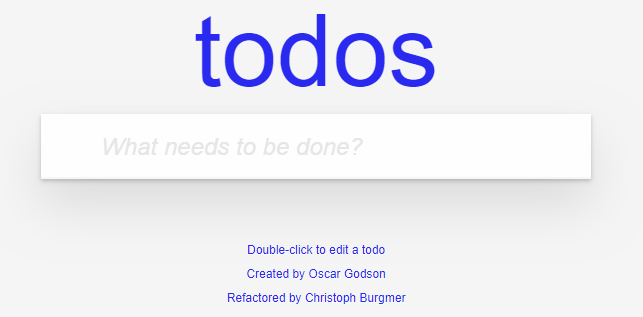 todos
What needs to be done?
Double-click to edit a todo
Created by Oscar Godson
Refactored by Christoph Burgmer